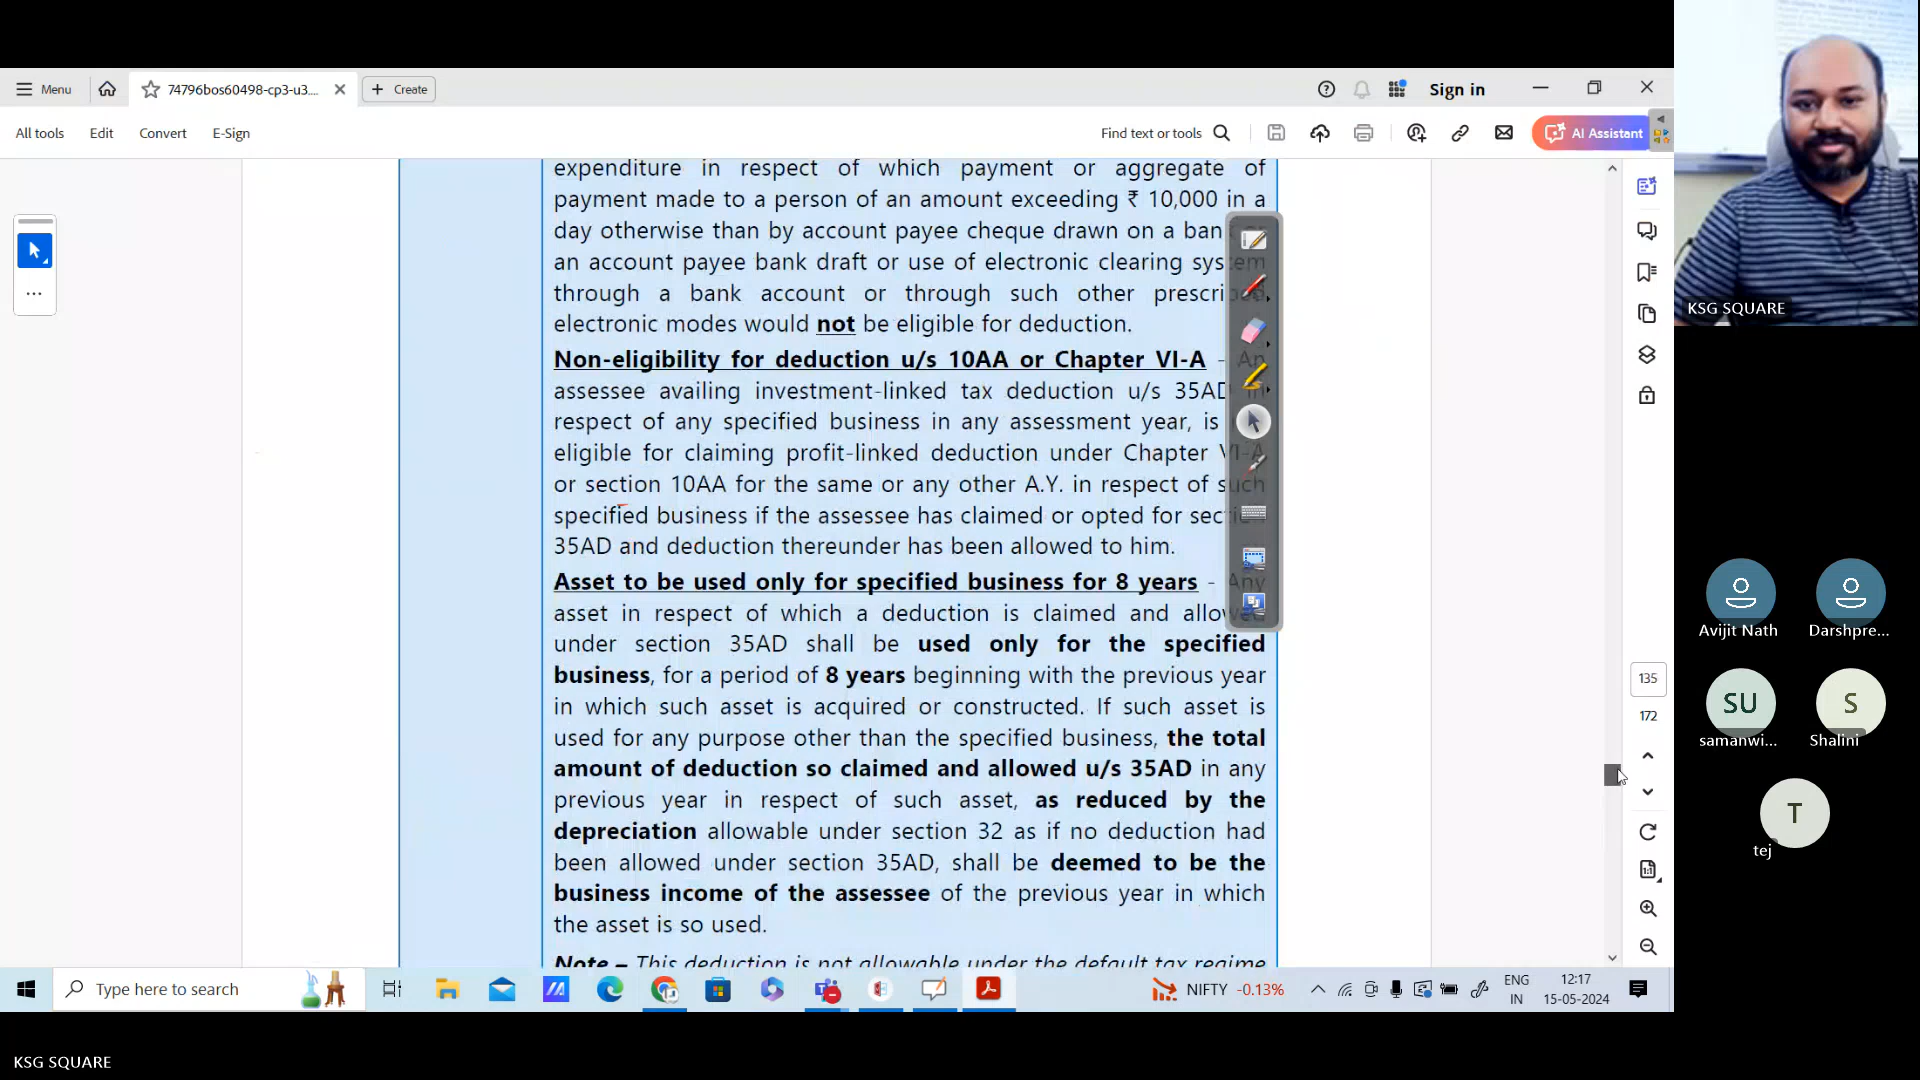 Menu
74796bos60498-cp3-u3....
Create
Sign in
All tools
Edit
Convert
E-Sign
Find text or tools
AI Assistant
expenditure in respect of which payment or aggregate of
payment made to a person of an amount exceeding ₹ 10,000 in a
day otherwise than by account payee cheque drawn on a ban
an account payee bank draft or use of electronic clearing system
through a bank account or through such other prescribed
electronic modes would not be eligible for deduction.
Non-eligibility for deduction u/s 10AA or Chapter VI-A - An
assessee availing investment-linked tax deduction u/s 35AD in
respect of any specified business in any assessment year, is
eligible for claiming profit-linked deduction under Chapter VI-A
or section 10AA for the same or any other A.Y. in respect of such
specified business if the assessee has claimed or opted for section
35AD and deduction thereunder has been allowed to him.
Asset to be used only for specified business for 8 years - Any
asset in respect of which a deduction is claimed and allowed
under section 35AD shall be used only for the specified
business, for a period of 8 years beginning with the previous year
in which such asset is acquired or constructed. If such asset is
used for any purpose other than the specified business, the total
amount of deduction so claimed and allowed u/s 35AD in any
previous year in respect of such asset, as reduced by the
depreciation allowable under section 32 as if no deduction had
been allowed under section 35AD, shall be deemed to be the
business income of the assessee of the previous year in which
the asset is so used.
Note – This deduction is not allowable under the default tax regime
135
172
KSG SQUARE
Avijit Nath
Darshpre...
SU
samanwi...
S
Shalini
T
tej
Type here to search
NIFTY -0.13%
ENG
IN
12:17
15-05-2024
KSG SQUARE